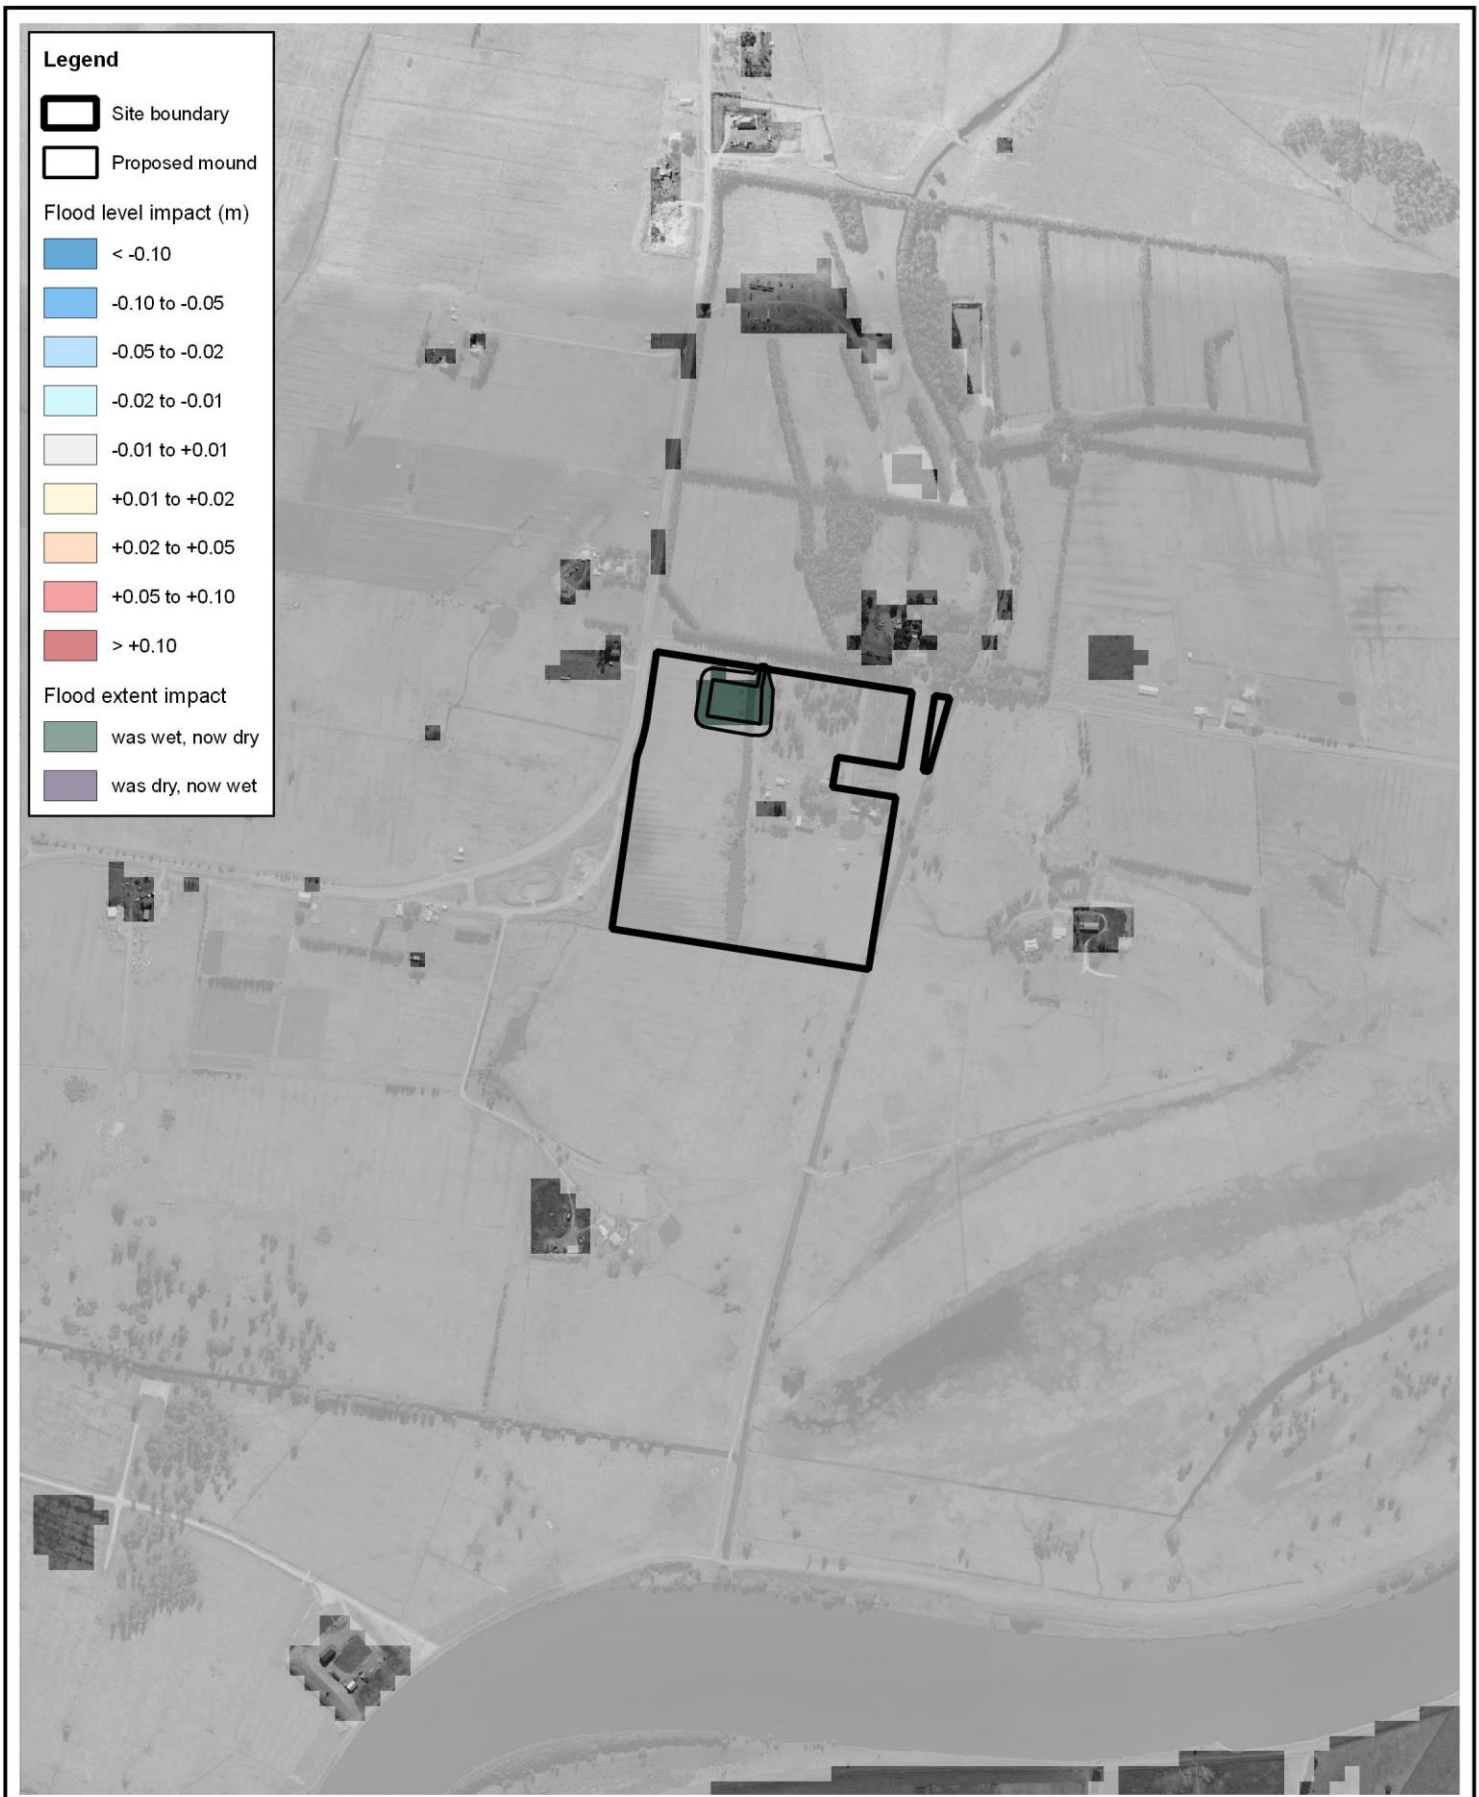 Legend
Site boundary
Proposed mound
Flood level impact (m)
< -0.10
-0.10 to -0.05
-0.05 to -0.02
-0.02 to -0.01
-0.01 to +0.01
+0.01 to +0.02
+0.02 to +0.05
+0.05 to +0.10
> +0.10
Flood extent impact
was wet, now dry
was dry, now wet